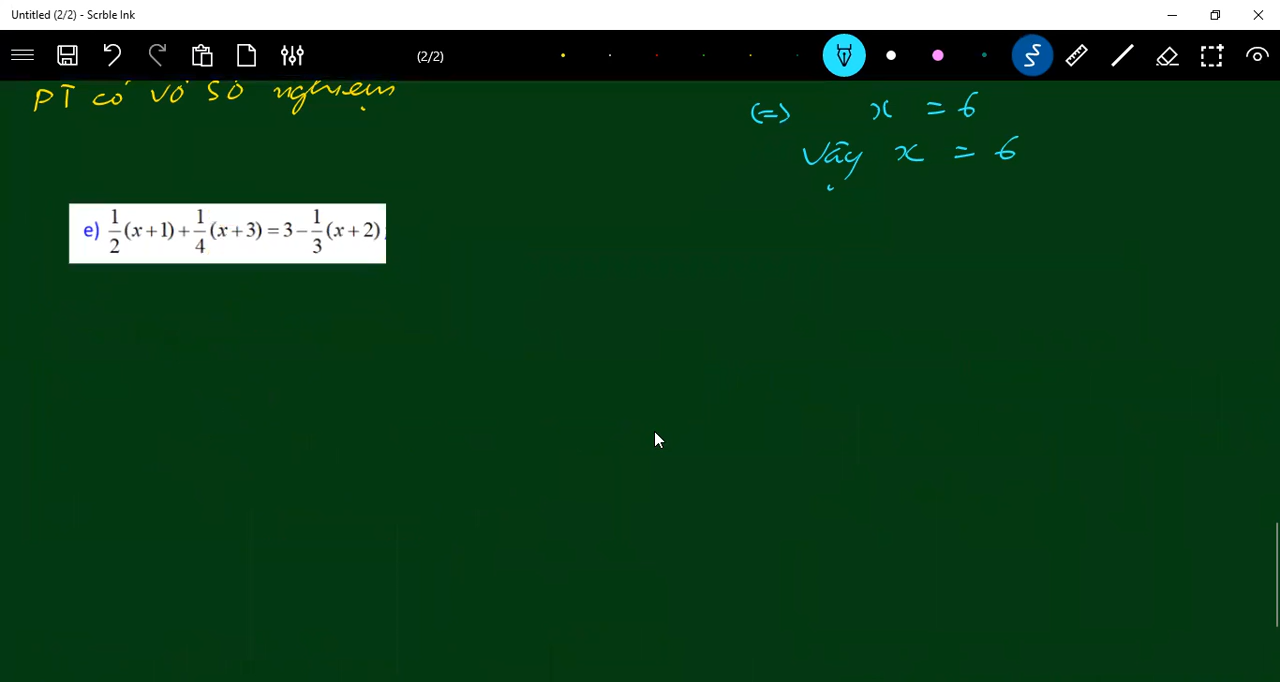 Untitled (2/2) - Scrble Ink
(2/2)
PT có vô số nghiệm
(=) x = 6
Vậy x = 6
e) 1/2(x+1)+1/4(x+3)=3−1/3(x+2)